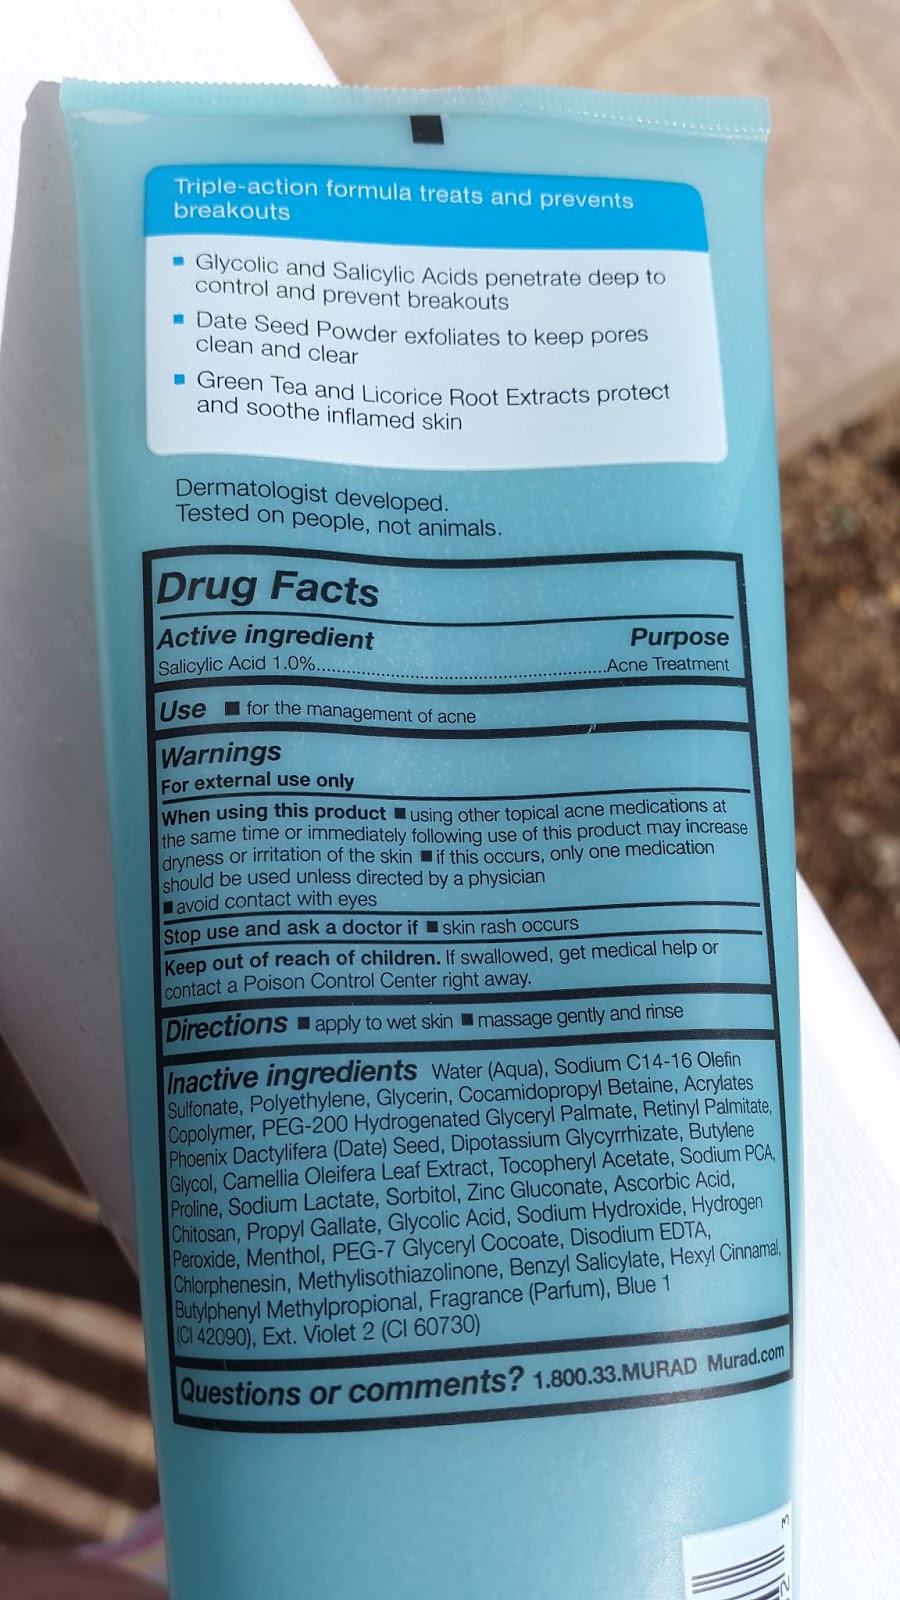 Triple-action formula treats and prevents
breakouts
▪ Glycolic and Salicylic Acids penetrate deep to
control and prevent breakouts
▪ Date Seed Powder exfoliates to keep pores
clean and clear
▪ Green Tea and Licorice Root Extracts protect
and soothe inflamed skin
Dermatologist developed.
Tested on people, not animals.
Drug Facts
Active ingredient Purpose
Salicylic Acid 1.0%..........................................................Acne Treatment
Use ■ for the management of acne
Warnings
For external use only
When using this product ■ using other topical acne medications at
the same time or immediately following use of this product may increase
dryness or irritation of the skin ■ if this occurs, only one medication
should be used unless directed by a physician
■ avoid contact with eyes
Stop use and ask a doctor if ■ skin rash occurs
Keep out of reach of children. If swallowed, get medical help or
contact a Poison Control Center right away.
Directions ■ apply to wet skin ■ massage gently and rinse
Inactive ingredients Water (Aqua), Sodium C14-16 Olefin
Sulfonate, Polyethylene, Glycerin, Cocamidopropyl Betaine, Acrylates
Copolymer, PEG-200 Hydrogenated Glyceryl Palmate, Retinyl Palmitate,
Phoenix Dactylifera (Date) Seed, Dipotassium Glycyrrhizate, Butylene
Glycol, Camellia Oleifera Leaf Extract, Tocopheryl Acetate, Sodium PCA,
Proline, Sodium Lactate, Sorbitol, Zinc Gluconate, Ascorbic Acid,
Chitosan, Propyl Gallate, Glycolic Acid, Sodium Hydroxide, Hydrogen
Peroxide, Menthol, PEG-7 Glyceryl Cocoate, Disodium EDTA,
Chlorphenesin, Methylisothiazolinone, Benzyl Salicylate, Hexyl Cinnamal,
Butylphenyl Methylpropional, Fragrance (Parfum), Blue 1
(CI 42090), Ext. Violet 2 (CI 60730)
Questions or comments? 1.800.33.MURAD Murad.com
3
2